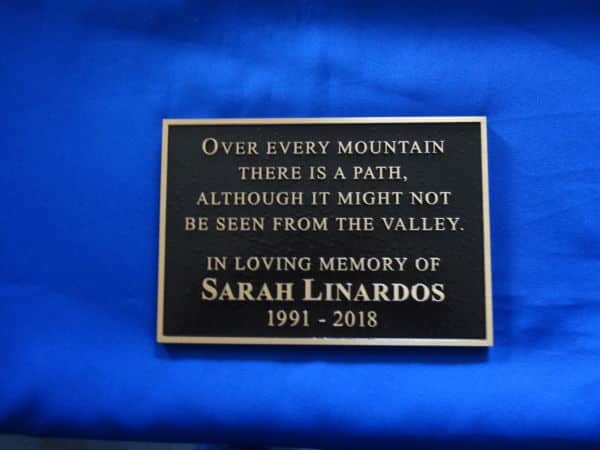 OVER EVERY MOUNTAIN
THERE IS A PATH,
ALTHOUGH IT MIGHT NOT
BE SEEN FROM THE VALLEY.
IN LOVING MEMORY OF
SARAH LINARDOS
1991 - 2018